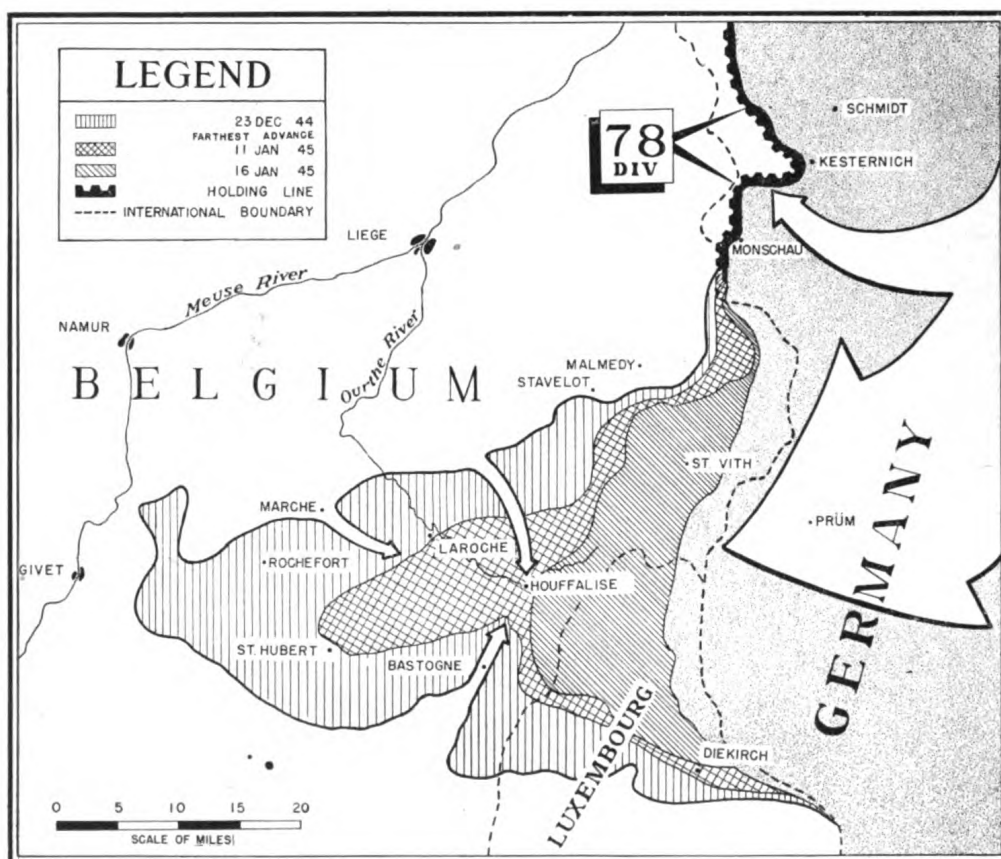 LEGEND
23 DEC 44
FARTHEST ADVANCE
11 JAN 45
16 JAN 45
HOLDING LINE
INTERNATIONAL BOUNDARY
78
DIV
SCHMIDT
KESTERNICH
LIEGE
MONSCHAU
Meuse River
NAMUR
Ourthe River
BELGIUM
MALMEDY
STAVELOT
ST. VITH
MARCHE
PRÜM
LAROCHE
ROCHEFORT
GIVET
HOUFFALISE
GERMANY
ST. HUBERT
BASTOGNE
LUXEMBOURG
DIEKIRCH
0 5 10 15 20
SCALE OF MILES